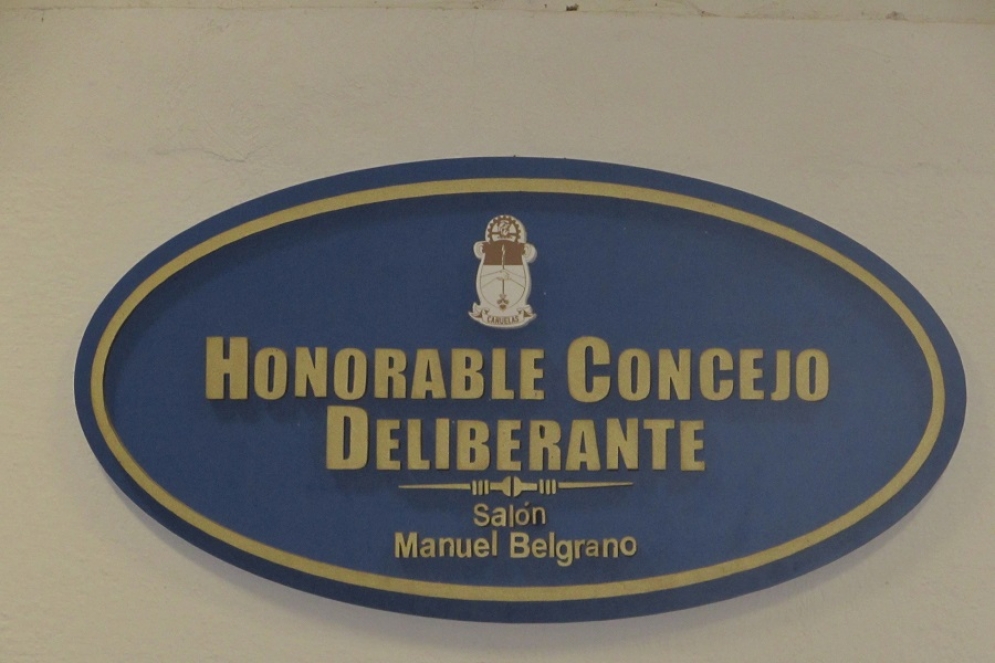 CAÑUELAS
HONORABLE CONCEJO
DELIBERANTE
Salón
Manuel Belgrano